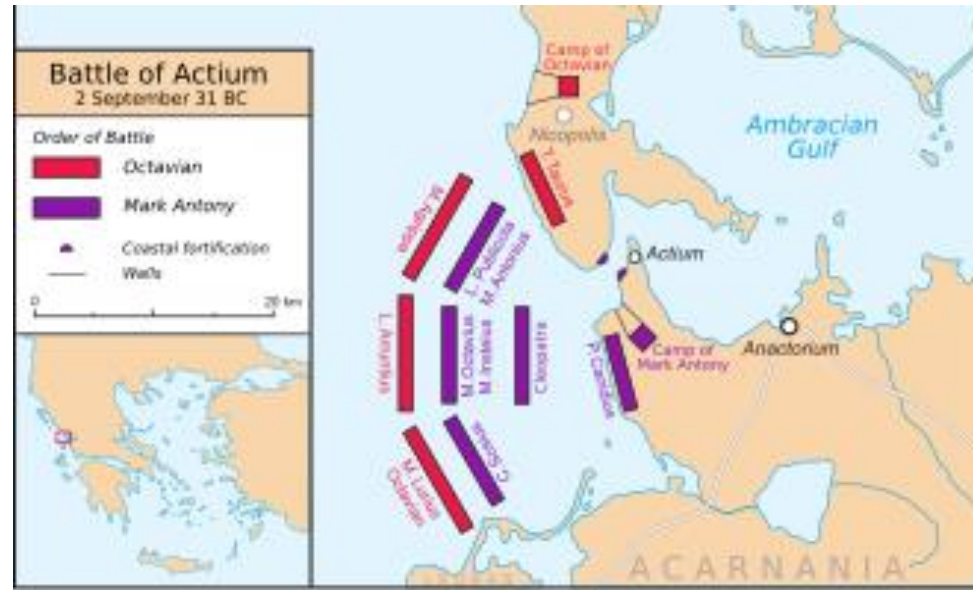 Battle of Actium
2 September 31 BC
Order of Battle
Octavian
Mark Antony
Coastal fortification
Walls
0
20 km
Camp of
Octavian
Nicopolis
T. Taurus
Ambracian
Gulf
M. Agrippa
L. Publicola
M. Antonius
Actium
L. Arruntius
M. Octavius
M. Insteius
Cleopatra
P. Canidius
Camp of
Mark Antony
Anactorium
M. Lurius
Octavian
C. Sosius
ACARNANIA